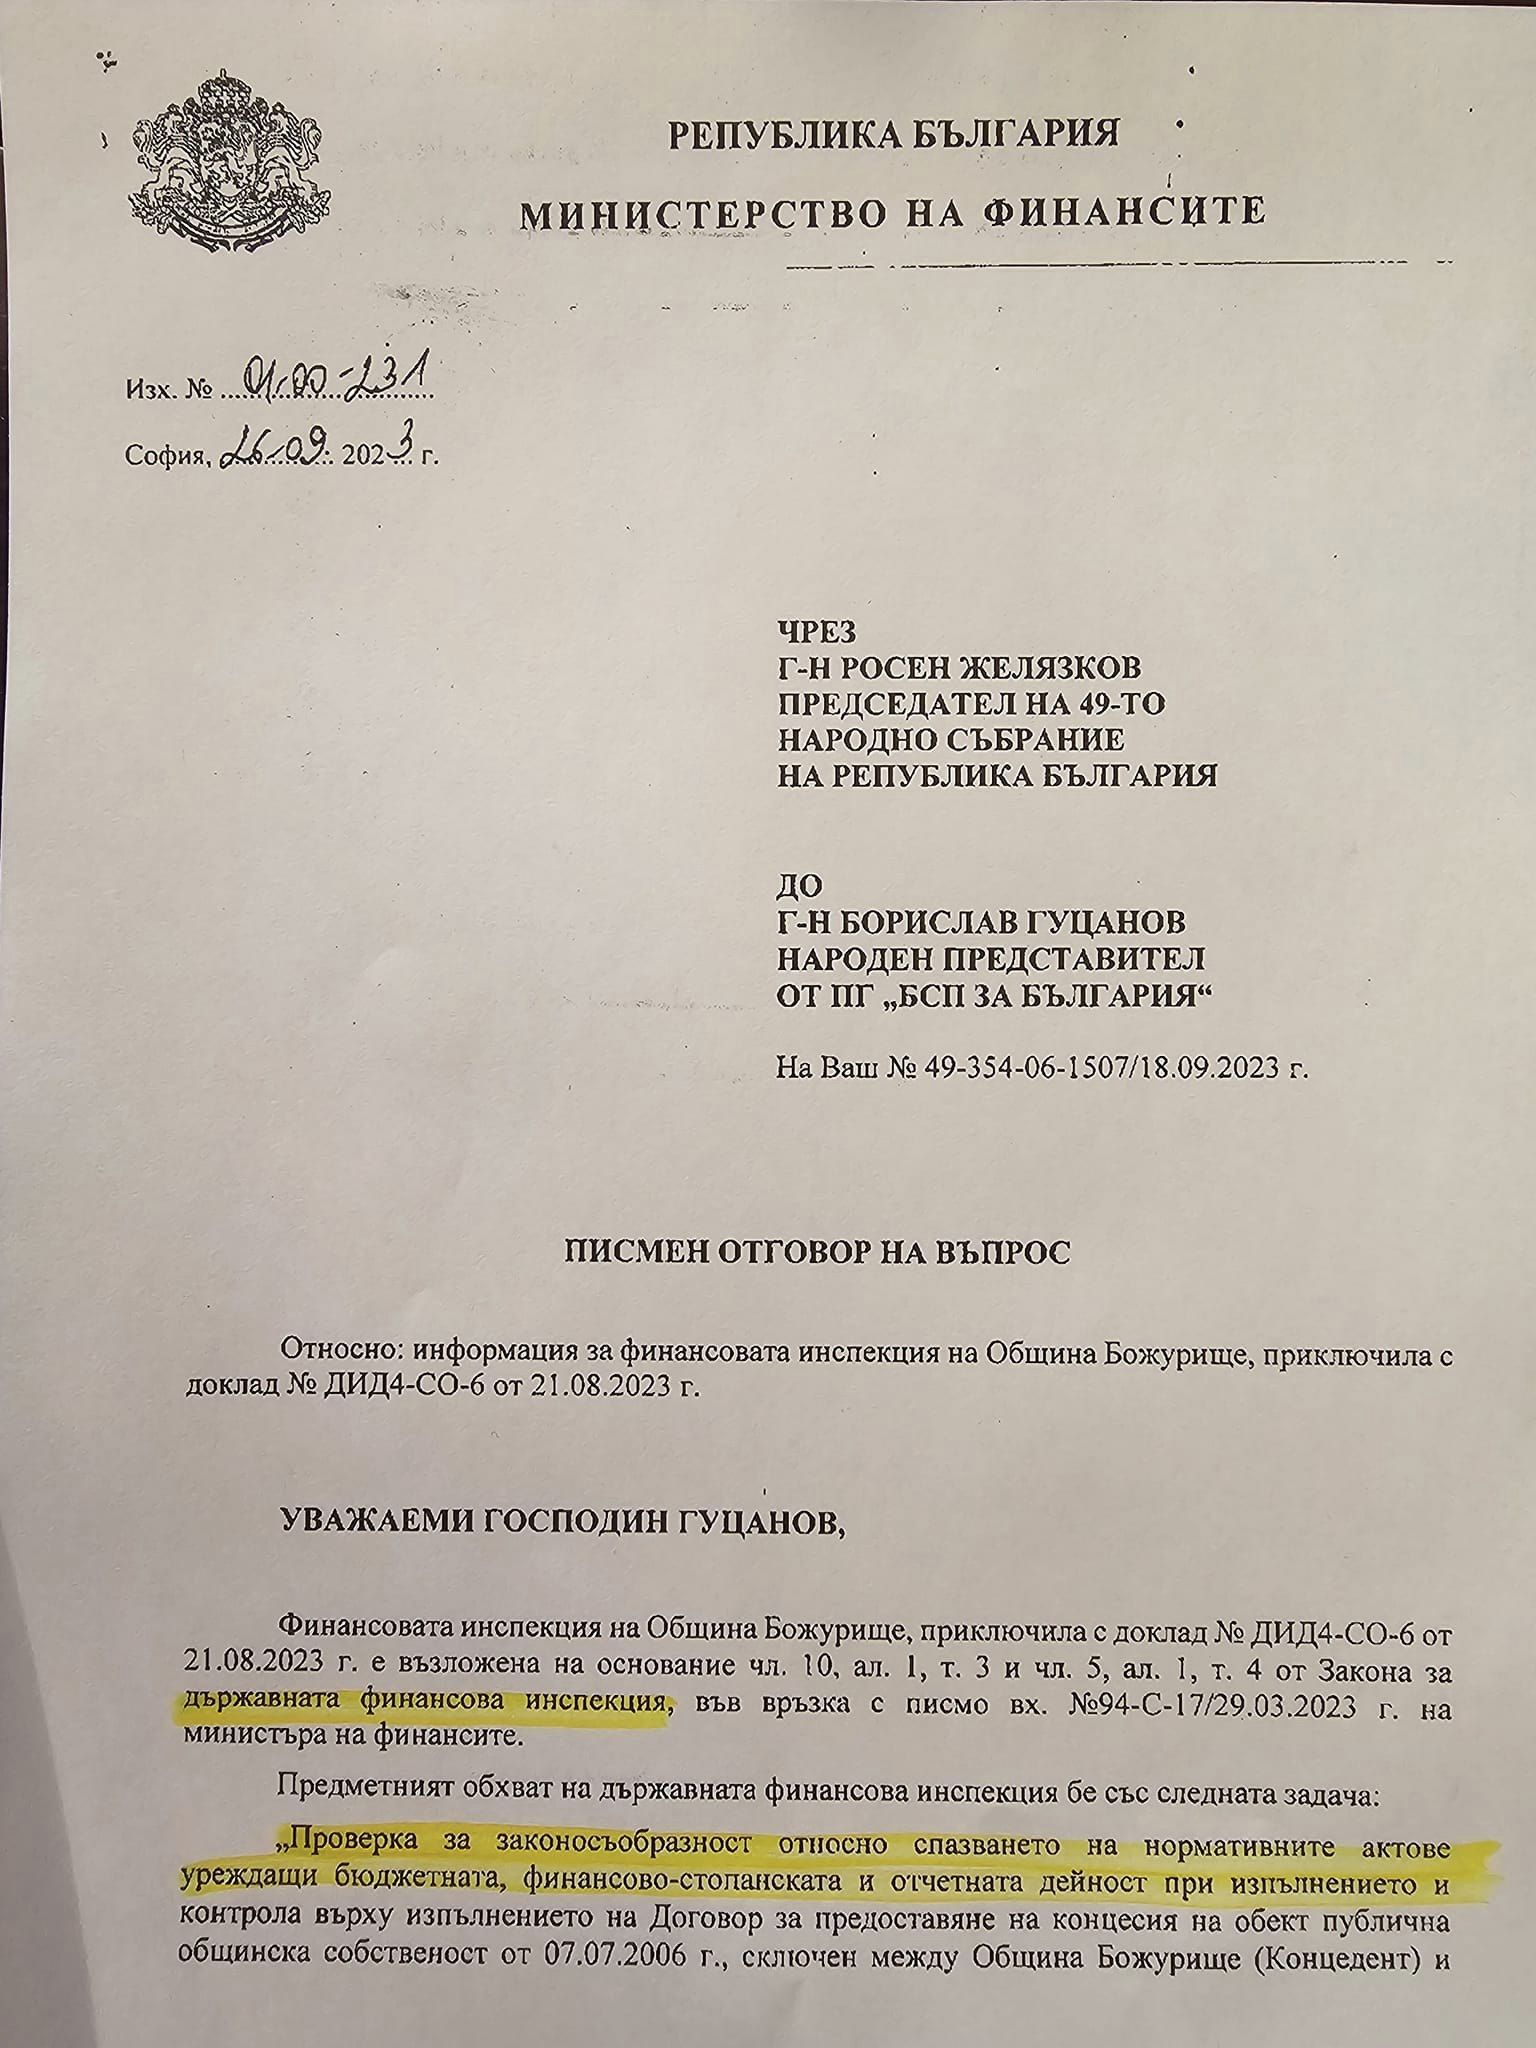 РЕПУБЛИКА БЪЛГАРИЯ
МИНИСТЕРСТВО НА ФИНАНСИТЕ
Изх. № 01-00-231
София, 26.09. 2023 г.
ЧРЕЗ
Г-Н РОСЕН ЖЕЛЯЗКОВ
ПРЕДСЕДАТЕЛ НА 49-ТО
НАРОДНО СЪБРАНИЕ
НА РЕПУБЛИКА БЪЛГАРИЯ
ДО
Г-Н БОРИСЛАВ ГУЦАНОВ
НАРОДЕН ПРЕДСТАВИТЕЛ
ОТ ПГ „БСП ЗА БЪЛГАРИЯ“
На Ваш № 49-354-06-1507/18.09.2023 г.
ПИСМЕН ОТГОВОР НА ВЪПРОС
Относно: информация за финансовата инспекция на Община Божурище, приключила с
доклад № ДИД4-СО-6 от 21.08.2023 г.
УВАЖАЕМИ ГОСПОДИН ГУЦАНОВ,
Финансовата инспекция на Община Божурище, приключила с доклад № ДИД4-СО-6 от
21.08.2023 г. е възложена на основание чл. 10, ал. 1, т. 3 и чл. 5, ал. 1, т. 4 от Закона за
държавната финансова инспекция, във връзка с писмо вх. №94-С-17/29.03.2023 г. на
министъра на финансите.
Предметният обхват на държавната финансова инспекция бе със следната задача:
„Проверка за законосъобразност относно спазването на нормативните актове
уреждащи бюджетната, финансово-стопанската и отчетната дейност при изпълнението и
контрола върху изпълнението на Договор за предоставяне на концесия на обект публична
общинска собственост от 07.07.2006 г., сключен между Община Божурище (Концедент) и